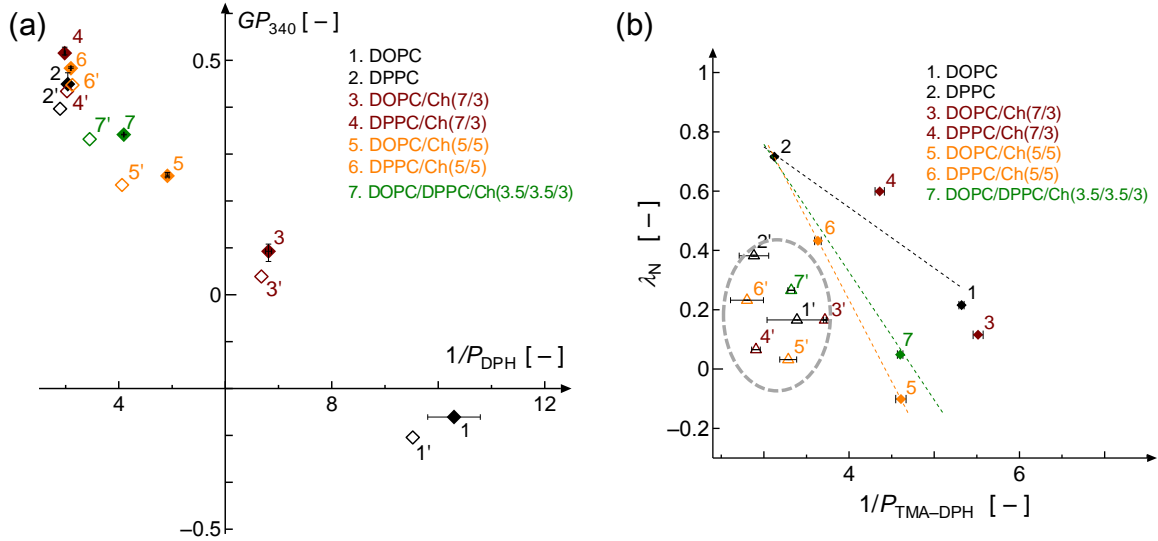 (a)
GP340 [ – ]
0.5
0
–0.5
4
8
12
1/PDPH [ – ]
4
6
2
6'
2'
4'
7'
7
5'
5
3
3'
1
1'
1. DOPC
2. DPPC
3. DOPC/Ch(7/3)
4. DPPC/Ch(7/3)
5. DOPC/Ch(5/5)
6. DPPC/Ch(5/5)
7. DOPC/DPPC/Ch(3.5/3.5/3)
(b)
λN [ – ]
1
0.8
0.6
0.4
0.2
0
–0.2
4
6
1/PTMA–DPH [ – ]
1. DOPC
2. DPPC
3. DOPC/Ch(7/3)
4. DPPC/Ch(7/3)
5. DOPC/Ch(5/5)
6. DPPC/Ch(5/5)
7. DOPC/DPPC/Ch(3.5/3.5/3)
2
4
6
2'
6'
7'
1'
3'
4'
5'
1
3
7
5